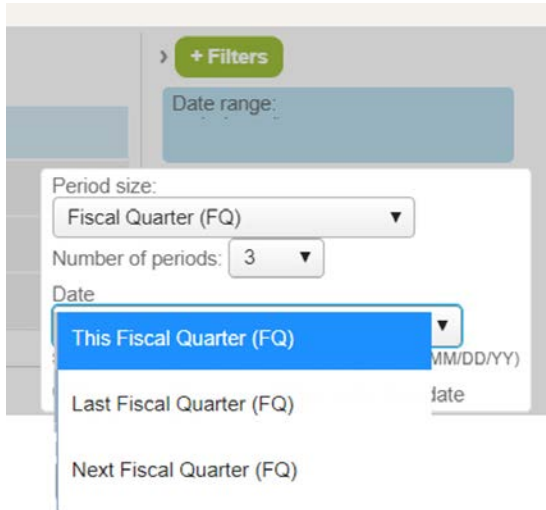 › + Filters
Date range:
Period size:
Fiscal Quarter (FQ) ▼
Number of periods: 3 ▼
Date
This Fiscal Quarter (FQ) ▼
MM/DD/YY)
Last Fiscal Quarter (FQ)
Next Fiscal Quarter (FQ)